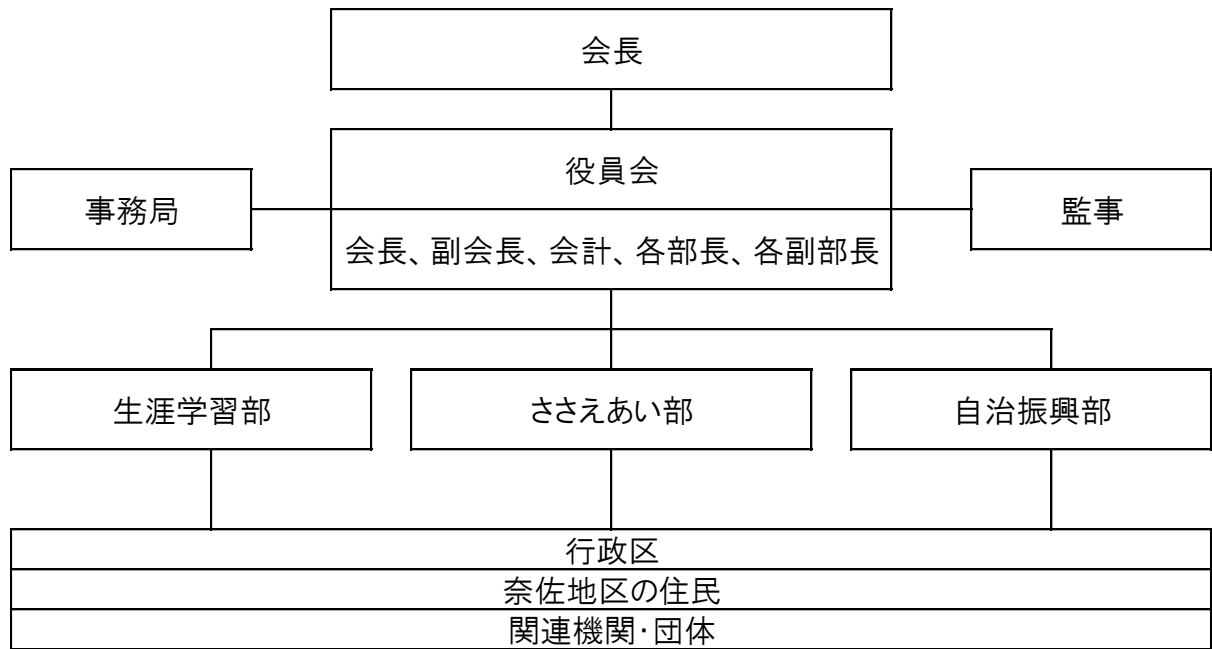 会長
役員会
事務局
監事
会長、副会長、会計、各部長、各副部長
生涯学習部
ささえあい部
自治振興部
行政区
奈佐地区の住民
関連機関・団体